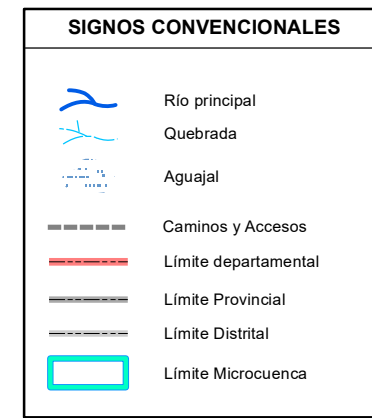 SIGNOS CONVENCIONALES
Río principal
Quebrada
Aguajal
Caminos y Accesos
Límite departamental
Límite Provincial
Límite Distrital
Límite Microcuenca